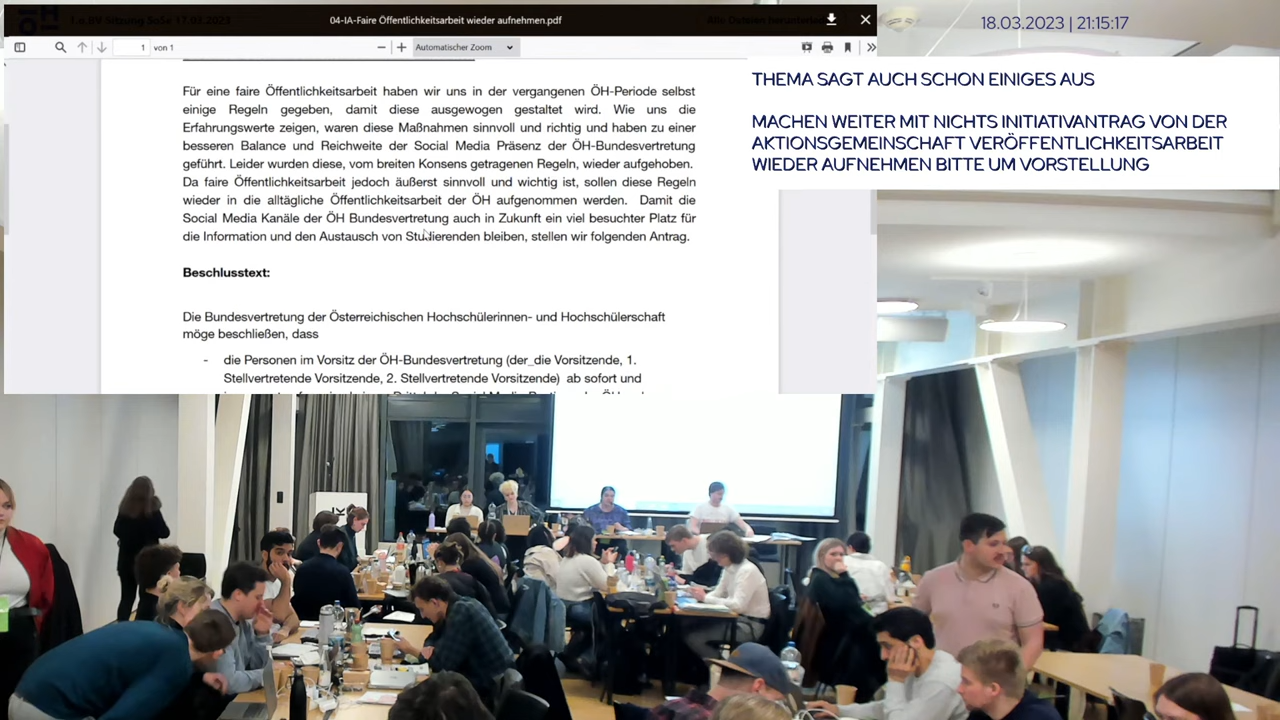 1.o.BV Sitzung SoSe 17.03.2023
04-IA-Faire Öffentlichkeitsarbeit wieder aufnehmen.pdf
18.03.2023 | 21:15:17
1 von 1
Automatischer Zoom
THEMA SAGT AUCH SCHON EINIGES AUS
MACHEN WEITER MIT NICHTS INITIATIVANTRAG VON DER
AKTIONSGEMEINSCHAFT VERÖFFENTLICHKEITSARBEIT
WIEDER AUFNEHMEN BITTE UM VORSTELLUNG
Für eine faire Öffentlichkeitsarbeit haben wir uns in der vergangenen ÖH-Periode selbst
einige Regeln gegeben, damit diese ausgewogen gestaltet wird. Wie uns die
Erfahrungswerte zeigen, waren diese Maßnahmen sinnvoll und richtig und haben zu einer
besseren Balance und Reichweite der Social Media Präsenz der ÖH-Bundesvertretung
geführt. Leider wurden diese, vom breiten Konsens getragenen Regeln, wieder aufgehoben.
Da faire Öffentlichkeitsarbeit jedoch äußerst sinnvoll und wichtig ist, sollen diese Regeln
wieder in die alltägliche Öffentlichkeitsarbeit der ÖH aufgenommen werden. Damit die
Social Media Kanäle der ÖH Bundesvertretung auch in Zukunft ein viel besuchter Platz für
die Information und den Austausch von Studierenden bleiben, stellen wir folgenden Antrag.
Beschlusstext:
Die Bundesvertretung der Österreichischen Hochschülerinnen- und Hochschülerschaft
möge beschließen, dass
- die Personen im Vorsitz der ÖH-Bundesvertretung (der_die Vorsitzende, 1.
Stellvertretende Vorsitzende, 2. Stellvertretende Vorsitzende) ab sofort und